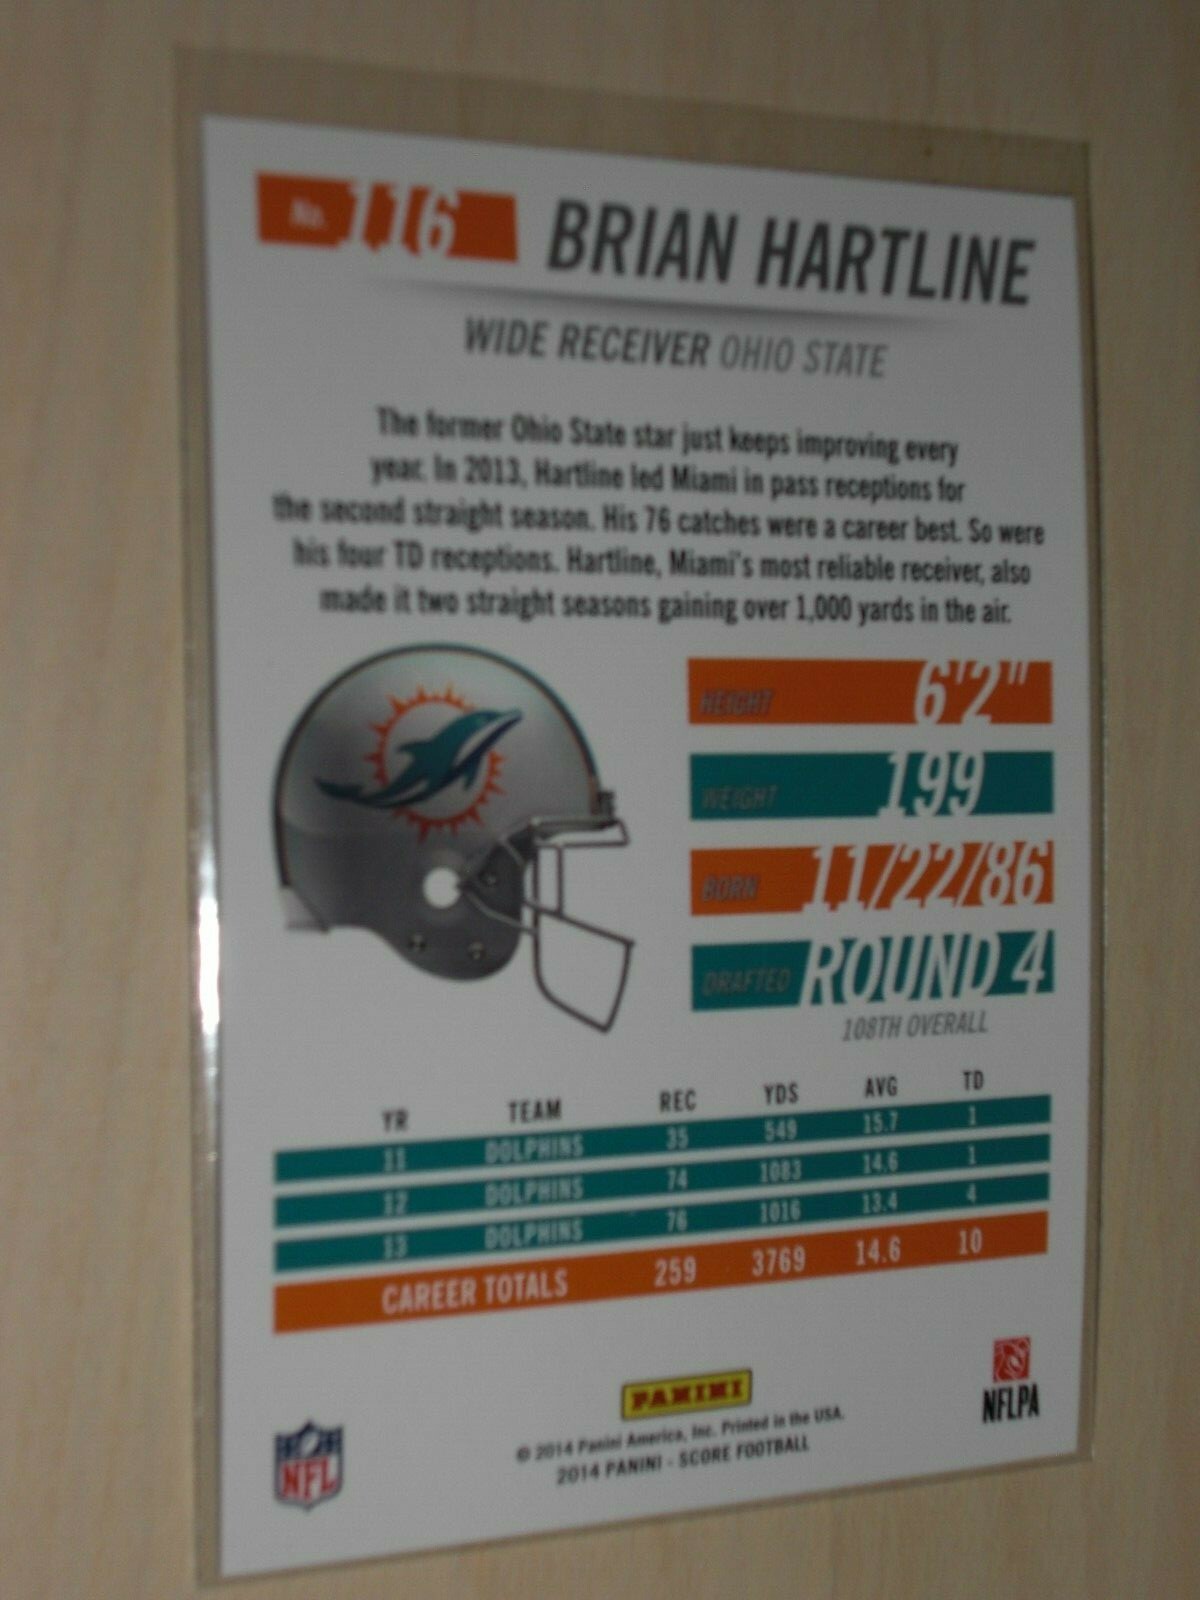 No. 116 BRIAN HARTLINE
WIDE RECEIVER OHIO STATE
The former Ohio State star just keeps improving every
year. In 2013, Hartline led Miami in pass receptions for
the second straight season. His 76 catches were a career best. So were
his four TD receptions. Hartline, Miami's most reliable receiver, also
made it two straight seasons gaining over 1,000 yards in the air.
HEIGHT 6'2"
WEIGHT 199
BORN 11/22/86
DRAFTED ROUND 4
108TH OVERALL
YR TEAM REC YDS AVG TD
11 DOLPHINS 35 549 15.7 1
12 DOLPHINS 74 1083 14.6 1
13 DOLPHINS 76 1016 13.4 4
CAREER TOTALS 259 3769 14.6 10
PANINI
NFLPA
NFL
© 2014 Panini America, Inc. Printed in the USA.
2014 PANINI - SCORE FOOTBALL